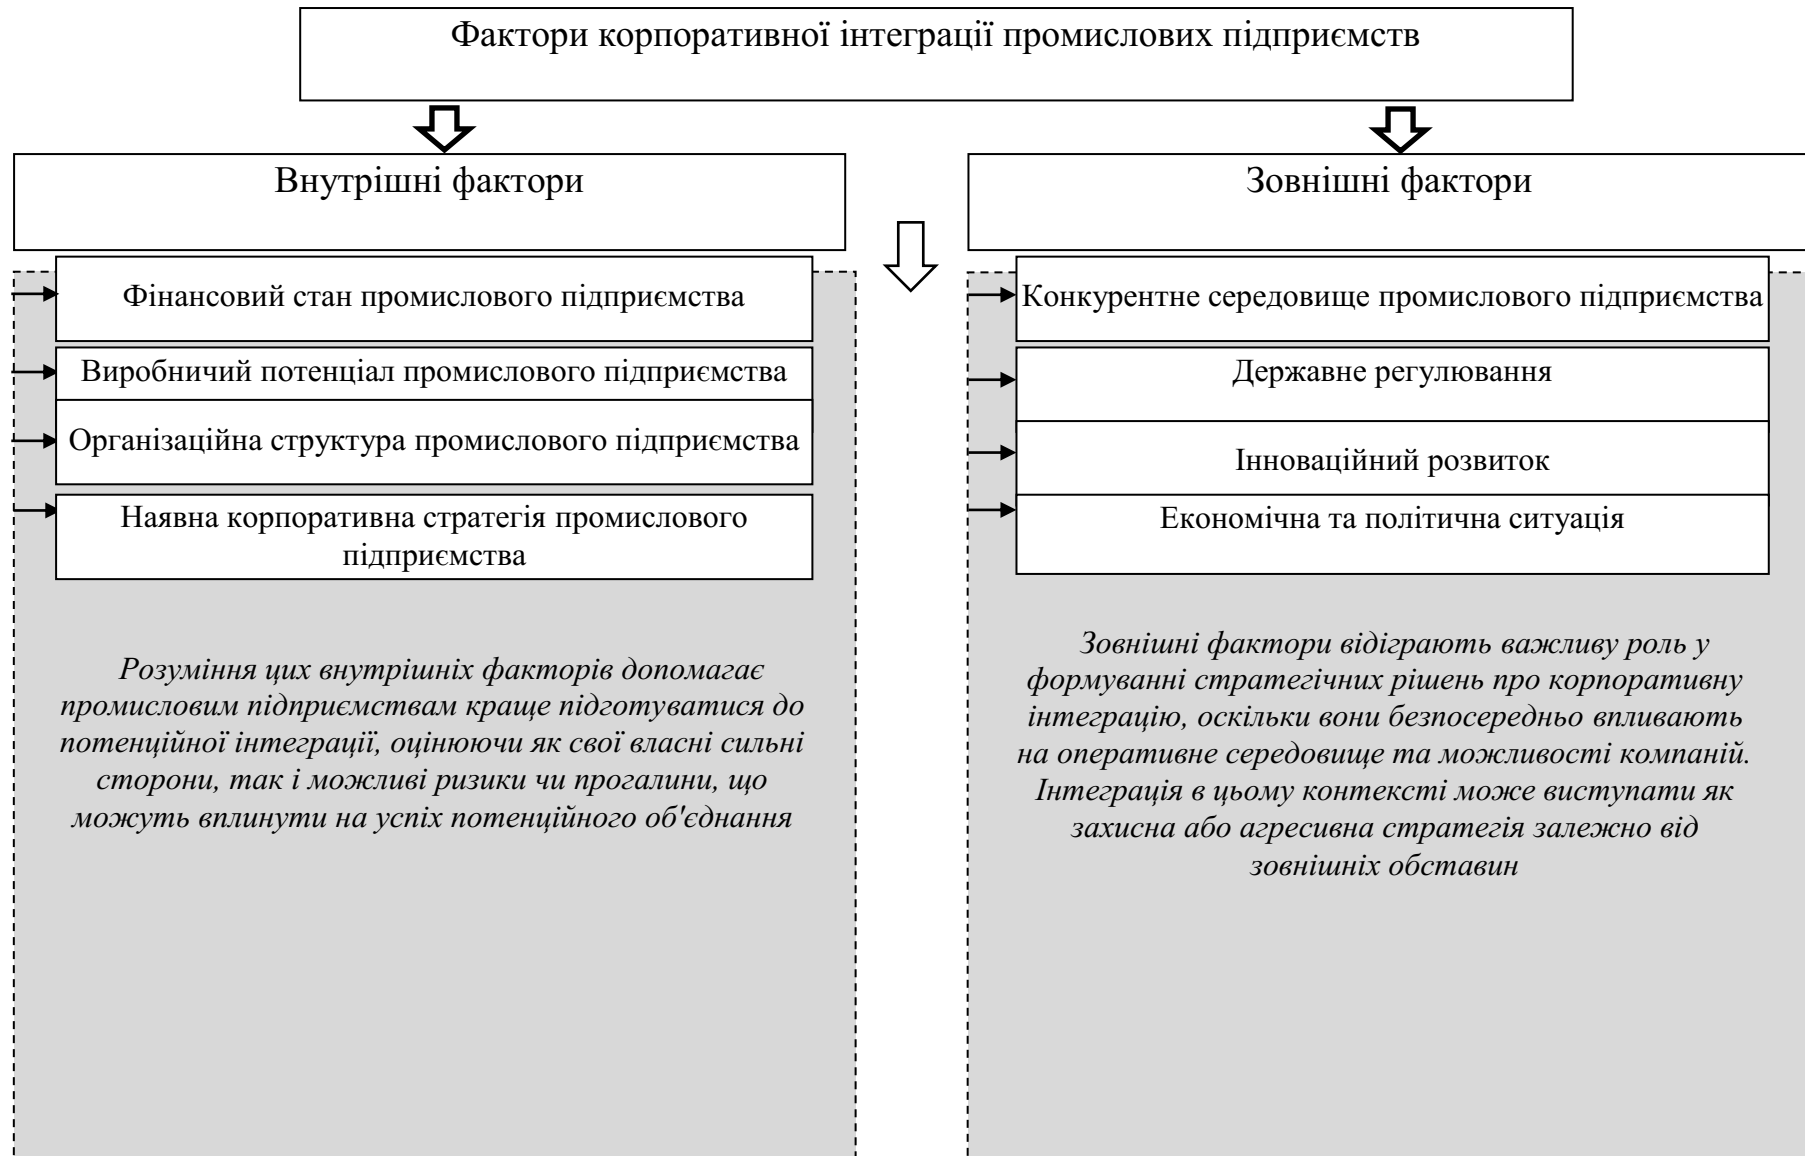 Фактори корпоративної інтеграції промислових підприємств
Внутрішні фактори
Фінансовий стан промислового підприємства
Виробничий потенціал промислового підприємства
Організаційна структура промислового підприємства
Наявна корпоративна стратегія промислового
підприємства
Розуміння цих внутрішніх факторів допомагає
промисловим підприємствам краще підготуватися до
потенційної інтеграції, оцінюючи як свої власні сильні
сторони, так і можливі ризики чи прогалини, що
можуть вплинути на успіх потенційного об'єднання
Зовнішні фактори
Конкурентне середовище промислового підприємства
Державне регулювання
Інноваційний розвиток
Економічна та політична ситуація
Зовнішні фактори відіграють важливу роль у
формуванні стратегічних рішень про корпоративну
інтеграцію, оскільки вони безпосередньо впливають
на оперативне середовище та можливості компаній.
Інтеграція в цьому контексті може виступати як
захисна або агресивна стратегія залежно від
зовнішніх обставин